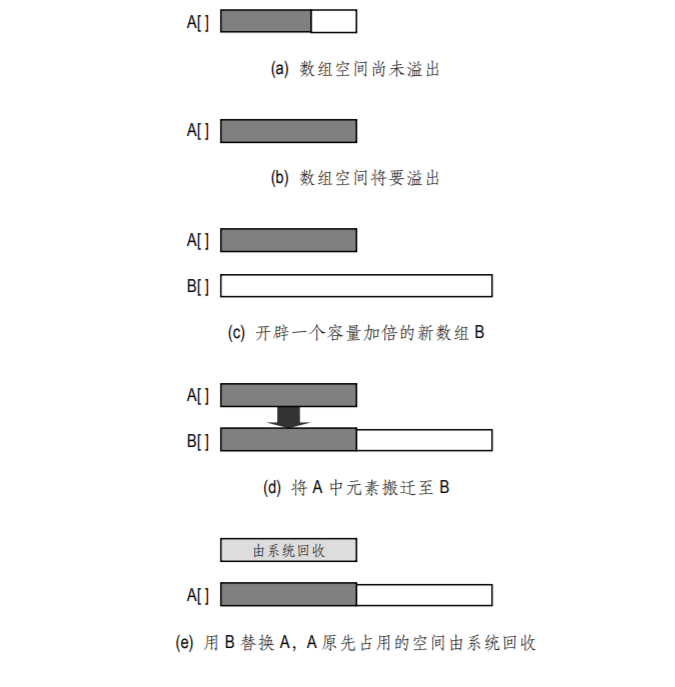 A[ ]
(a) 数组空间尚未溢出
A[ ]
(b) 数组空间将要溢出
A[ ]
B[ ]
(c) 开辟一个容量加倍的新数组 B
A[ ]
B[ ]
(d) 将 A 中元素搬迁至 B
由系统回收
A[ ]
(e) 用 B 替换 A，A 原先占用的空间由系统回收